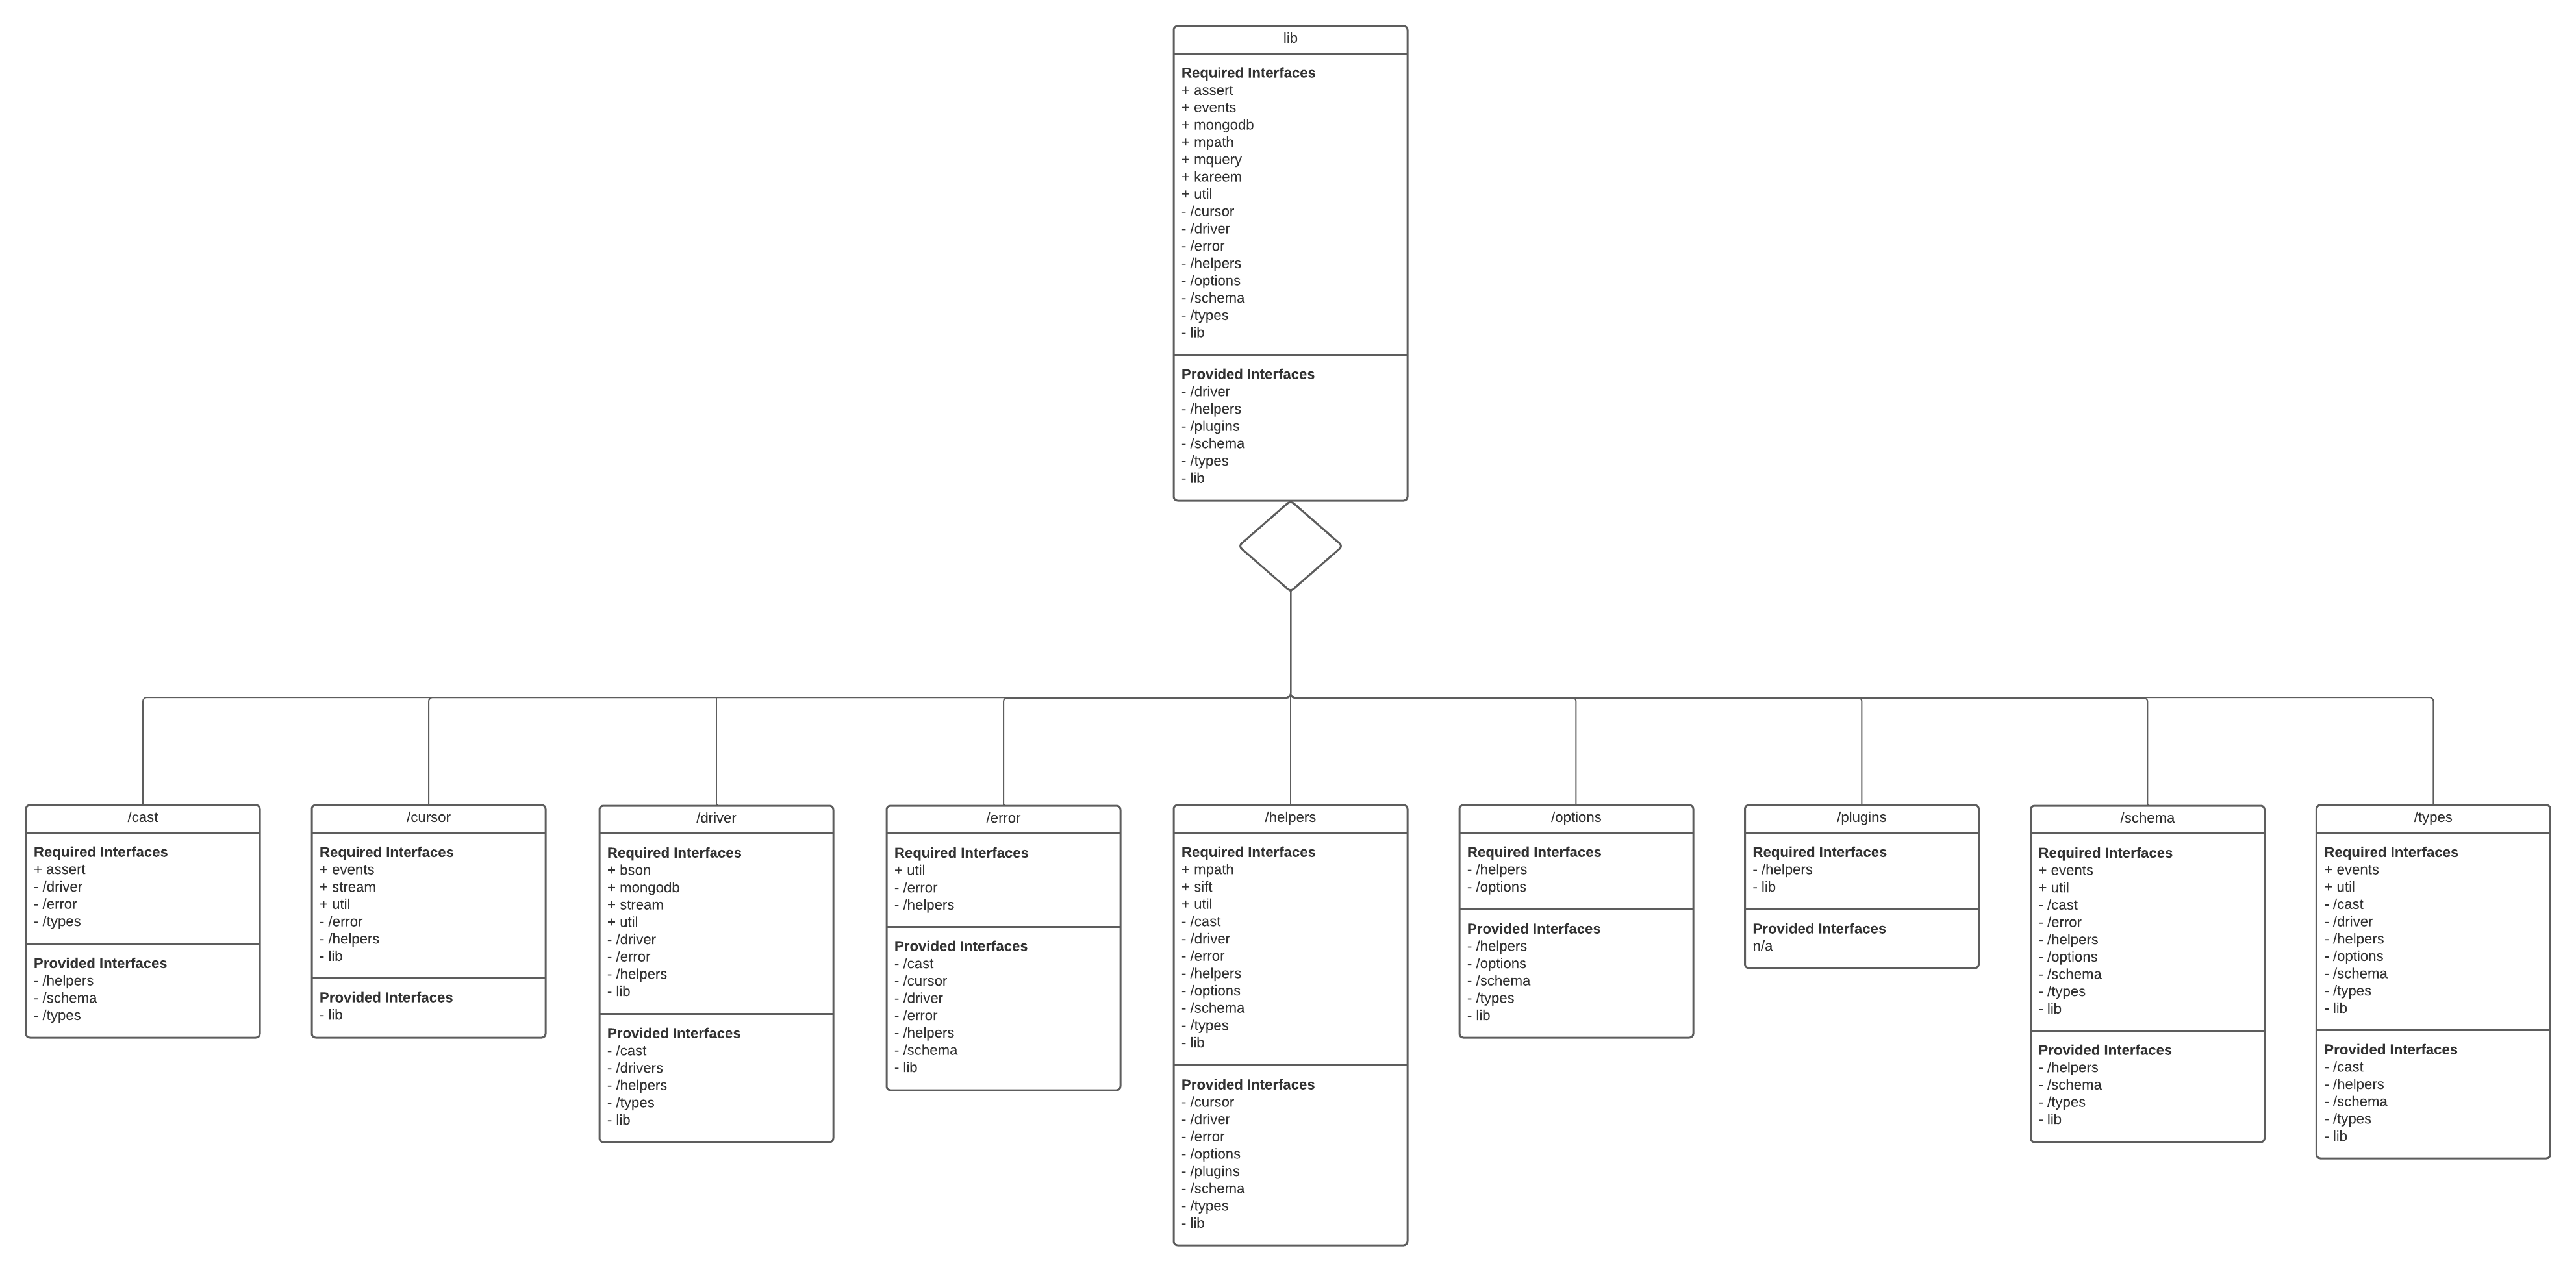 lib
Required Interfaces
+ assert
+ events
+ mongodb
+ mpath
+ mquery
+ kareem
+ util
- /cursor
- /driver
- /error
- /helpers
- /options
- /schema
- /types
- lib
Provided Interfaces
- /driver
- /helpers
- /plugins
- /schema
- /types
- lib
/cast
Required Interfaces
+ assert
- /driver
- /error
- /types
Provided Interfaces
- /helpers
- /schema
- /types
/cursor
Required Interfaces
+ events
+ stream
+ util
- /error
- /helpers
- lib
Provided Interfaces
- lib
/driver
Required Interfaces
+ bson
+ mongodb
+ stream
+ util
- /driver
- /error
- /helpers
- lib
Provided Interfaces
- /cast
- /drivers
- /helpers
- /types
- lib
/error
Required Interfaces
+ util
- /error
- /helpers
Provided Interfaces
- /cast
- /cursor
- /driver
- /error
- /helpers
- /schema
- lib
/helpers
Required Interfaces
+ mpath
+ sift
+ util
- /cast
- /driver
- /error
- /helpers
- /options
- /schema
- /types
- lib
Provided Interfaces
- /cursor
- /driver
- /error
- /options
- /plugins
- /schema
- /types
- lib
/options
Required Interfaces
- /helpers
- /options
Provided Interfaces
- /helpers
- /options
- /schema
- /types
- lib
/plugins
Required Interfaces
- /helpers
- lib
Provided Interfaces
n/a
/schema
Required Interfaces
+ events
+ util
- /cast
- /error
- /helpers
- /options
- /schema
- /types
- lib
Provided Interfaces
- /helpers
- /schema
- /types
- lib
/types
Required Interfaces
+ events
+ util
- /cast
- /driver
- /helpers
- /options
- /schema
- /types
- lib
Provided Interfaces
- /cast
- /helpers
- /schema
- /types
- lib